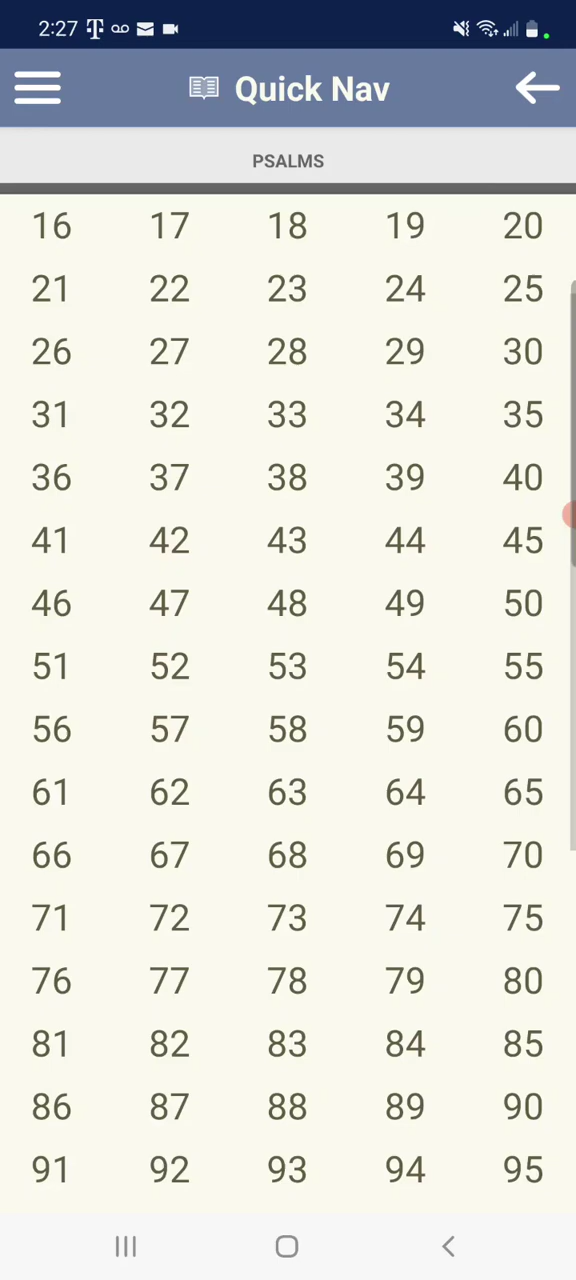 2:27
Quick Nav
PSALMS
16 17 18 19 20
21 22 23 24 25
26 27 28 29 30
31 32 33 34 35
36 37 38 39 40
41 42 43 44 45
46 47 48 49 50
51 52 53 54 55
56 57 58 59 60
61 62 63 64 65
66 67 68 69 70
71 72 73 74 75
76 77 78 79 80
81 82 83 84 85
86 87 88 89 90
91 92 93 94 95